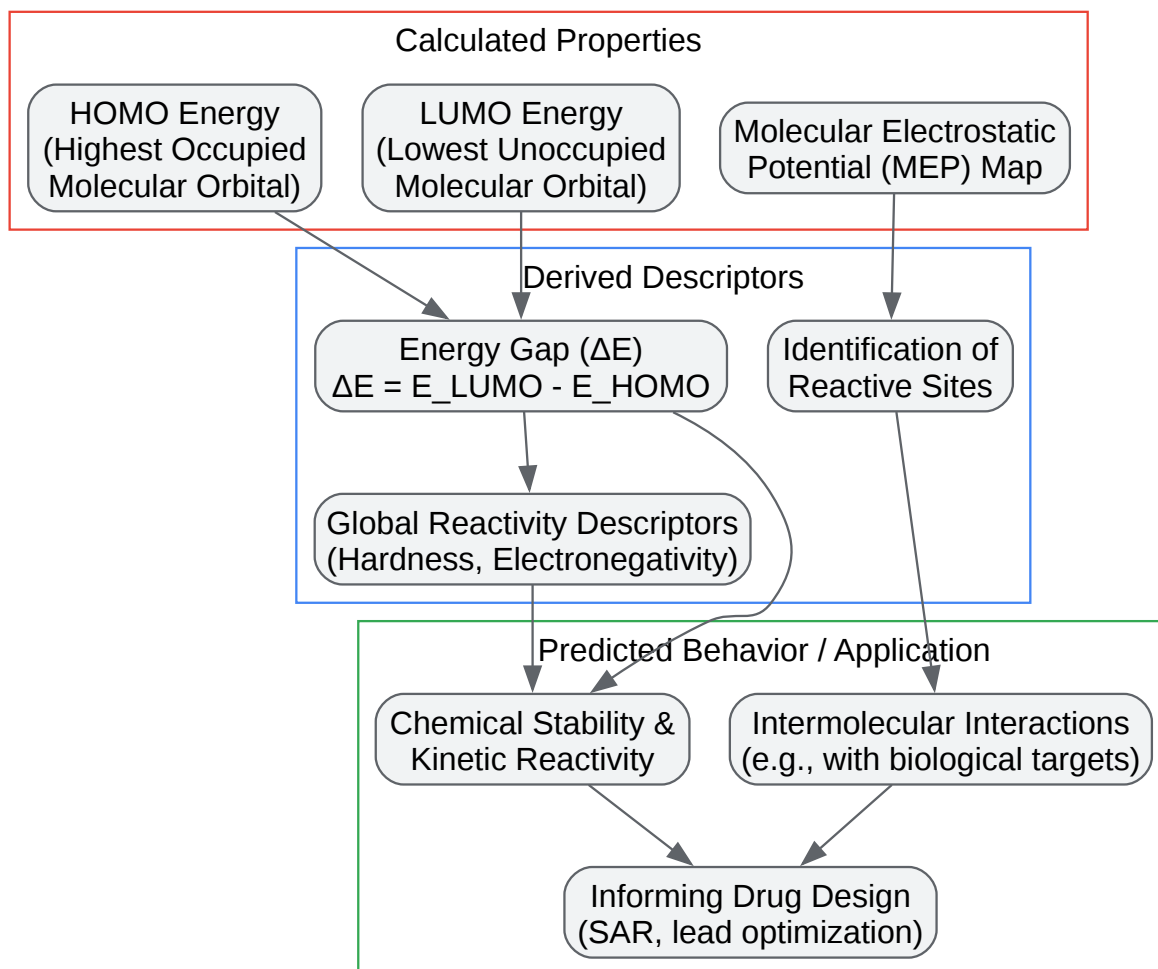 Calculated Properties
HOMO Energy
(Highest Occupied
Molecular Orbital)
LUMO Energy
(Lowest Unoccupied
Molecular Orbital)
Molecular Electrostatic
Potential (MEP) Map
Derived Descriptors
Energy Gap (ΔE)
ΔE = E_LUMO - E_HOMO
Identification of
Reactive Sites
Global Reactivity Descriptors
(Hardness, Electronegativity)
Predicted Behavior / Application
Chemical Stability &
Kinetic Reactivity
Intermolecular Interactions
(e.g., with biological targets)
Informing Drug Design
(SAR, lead optimization)